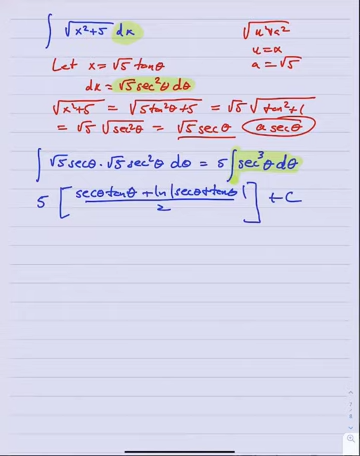 ∫ √(x²+5) dx
√(u²+a²)
u = x
a = √5
Let x = √5 tanθ
dx = √5 sec²θ dθ
√(x²+5) = √(5tan²θ+5) = √5 √(tan²+1)
= √5 √(sec²θ) = √5 secθ (a secθ)
∫ √5 secθ · √5 sec²θ dθ = 5 ∫ sec³θ dθ
5 [ (secθ tanθ + ln|secθ+tanθ|)/2 ] + C